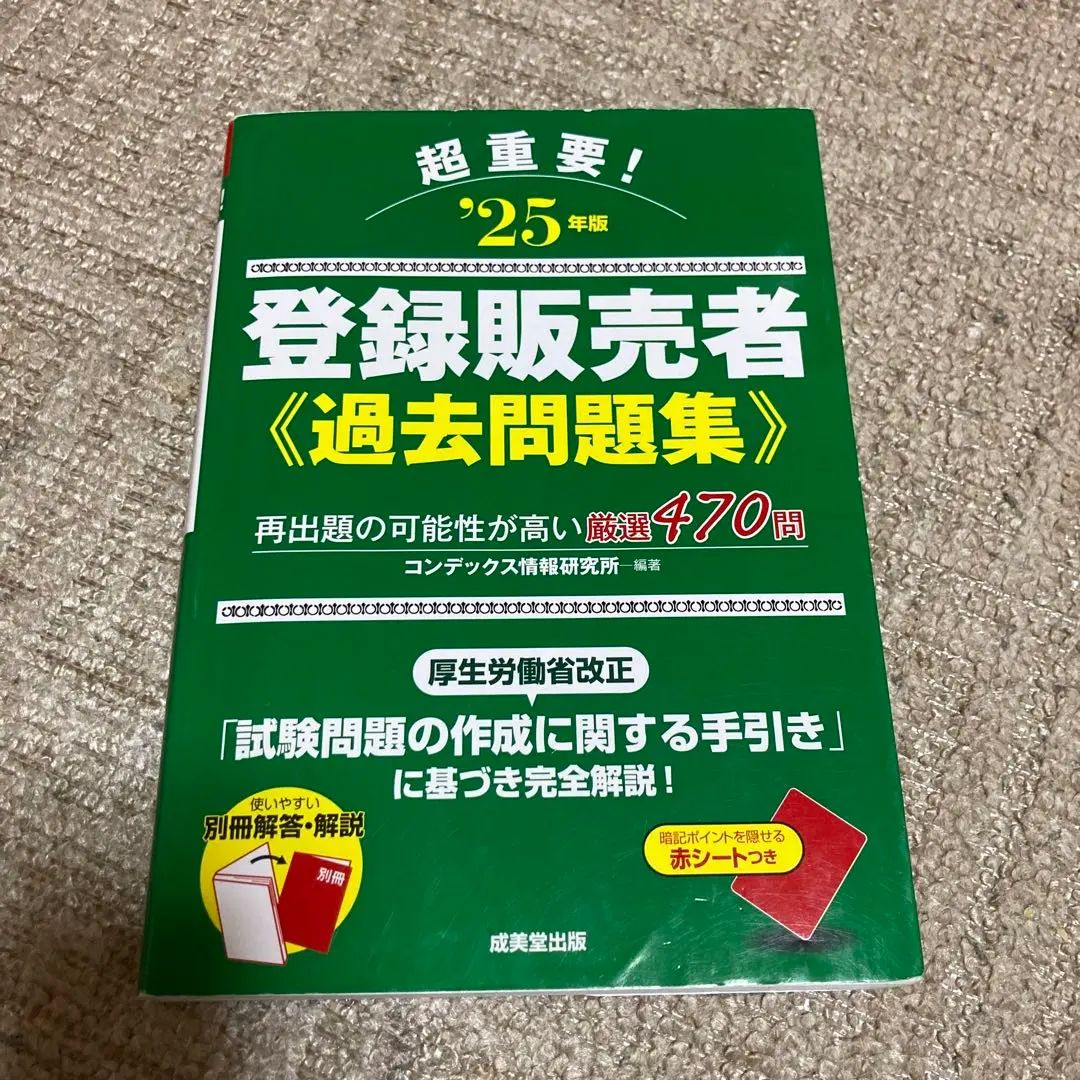 超重要!
’25年版
登録販売者
《過去問題集》
再出題の可能性が高い厳選470問
コンデックス情報研究所―編著
厚生労働省改正
「試験問題の作成に関する手引き」
に基づき完全解説!
使いやすい
別冊解答・解説
別冊
暗記ポイントを隠せる
赤シートつき
成美堂出版